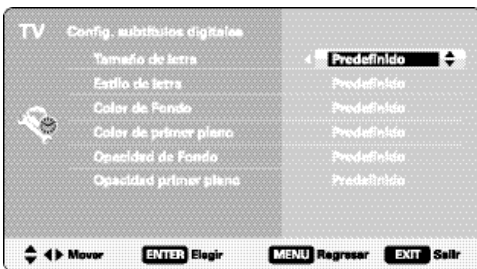 TV Config. subtítulos digitales
Tamaño de letra Predefinido
Estilo de letra Predefinido
Color de Fondo Predefinido
Color de primer plano Predefinido
Opacidad de Fondo Predefinido
Opacidad primer plano Predefinido
Mover ENTER Elegir MENU Regresar EXIT Salir